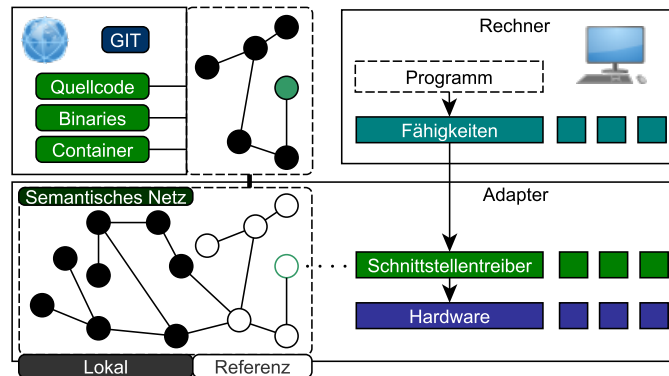 GIT
Quellcode
Binaries
Container
Rechner
Programm
Fähigkeiten
Semantisches Netz
Adapter
Schnittstellentreiber
Hardware
Lokal
Referenz